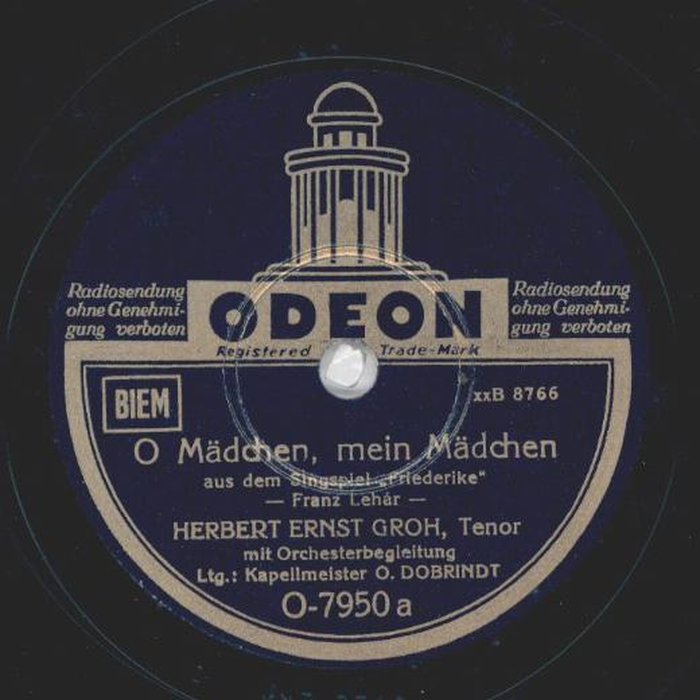 Radiosendung
ohne Genehmi-
gung verboten
ODEON
Radiosendung
ohne Genehmi-
gung verboten
Registered Trade-Mark
BIEM
xxB 8766
O Mädchen, mein Mädchen
aus dem Singspiel „Friederike“
— Franz Lehár —
HERBERT ERNST GROH, Tenor
mit Orchesterbegleitung
Ltg.: Kapellmeister O. DOBRINDT
O-7950 a